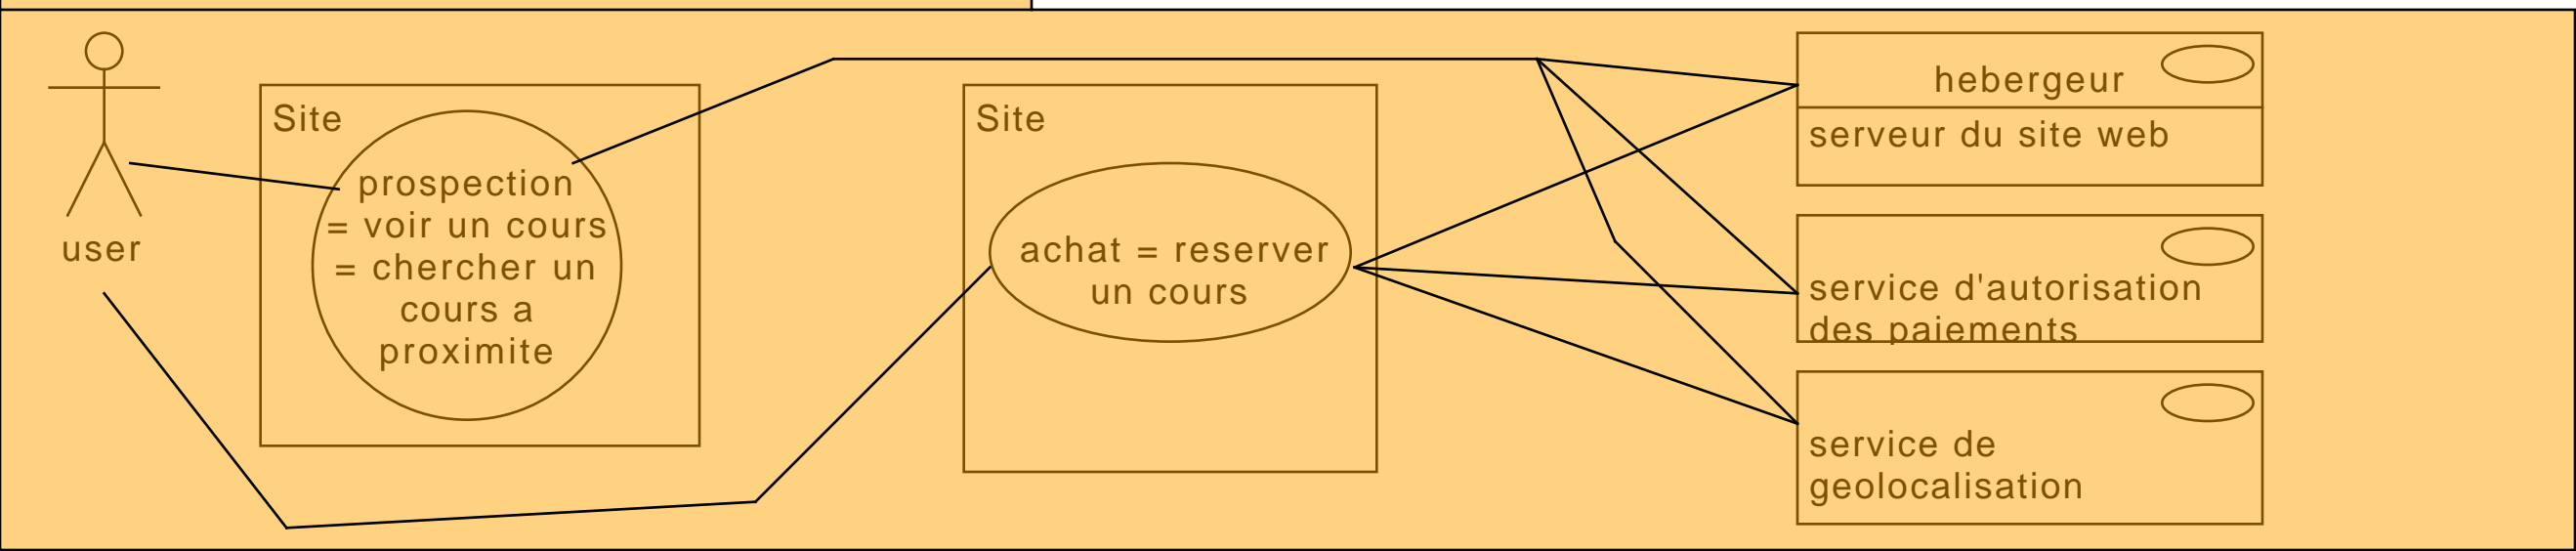 user
Site
prospection
= voir un cours
= chercher un
cours a
proximite
Site
achat = reserver
un cours
hebergeur
serveur du site web
service d'autorisation
des paiements
service de
geolocalisation